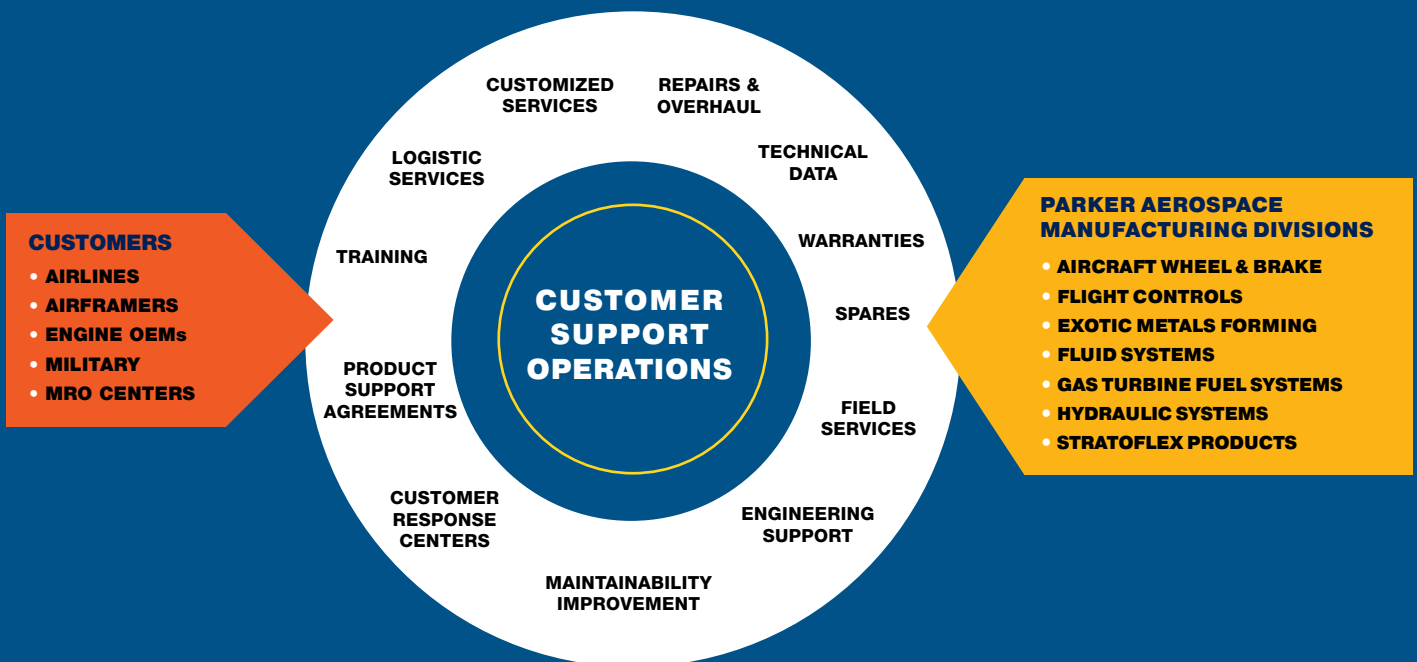 CUSTOMIZED
SERVICES
REPAIRS &
OVERHAUL
LOGISTIC
SERVICES
TECHNICAL
DATA
CUSTOMERS
• AIRLINES
• AIRFRAMERS
• ENGINE OEMs
• MILITARY
• MRO CENTERS
TRAINING
WARRANTIES
SPARES
CUSTOMER
SUPPORT
OPERATIONS
PRODUCT
SUPPORT
AGREEMENTS
FIELD
SERVICES
CUSTOMER
RESPONSE
CENTERS
ENGINEERING
SUPPORT
MAINTAINABILITY
IMPROVEMENT
PARKER AEROSPACE
MANUFACTURING DIVISIONS
• AIRCRAFT WHEEL & BRAKE
• FLIGHT CONTROLS
• EXOTIC METALS FORMING
• FLUID SYSTEMS
• GAS TURBINE FUEL SYSTEMS
• HYDRAULIC SYSTEMS
• STRATOFLEX PRODUCTS